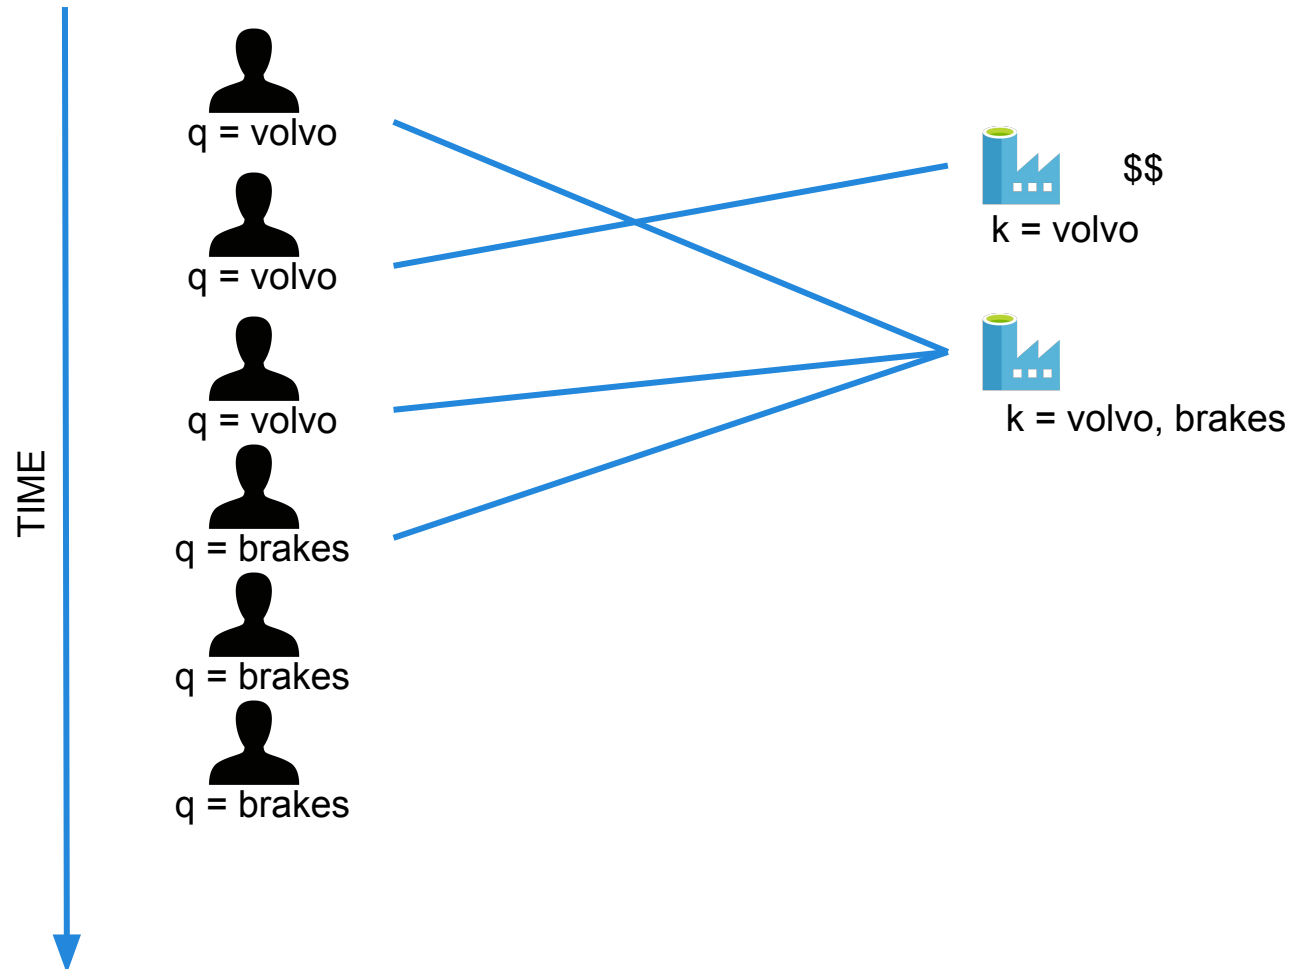 q = volvo
$$
k = volvo
q = volvo
q = volvo
k = volvo, brakes
TIME
q = brakes
q = brakes
q = brakes